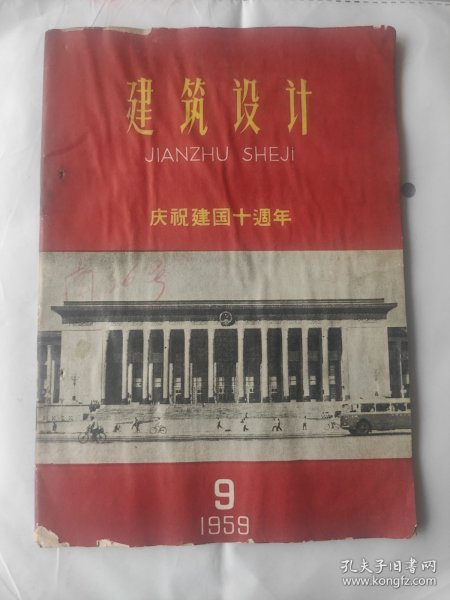 建筑设计
JIANZHU SHEJi
庆祝建国十週年
9
1959
孔夫子旧书网
www.kongfz.com